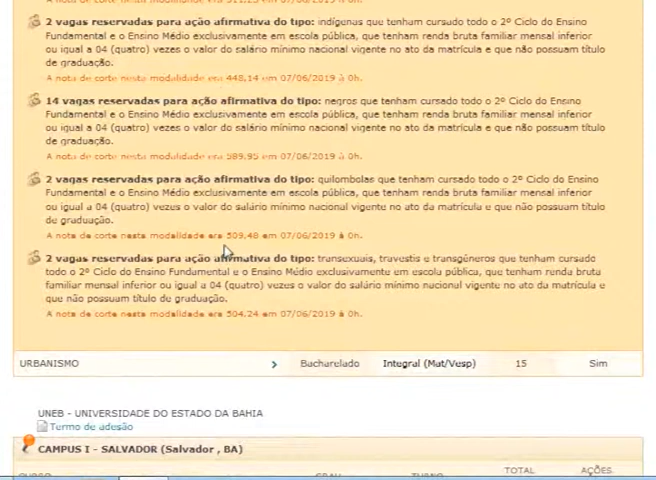 2 vagas reservadas para ação afirmativa do tipo: indígenas que tenham cursado todo o 2º Ciclo do Ensino
Fundamental e o Ensino Médio exclusivamente em escola pública, que tenham renda bruta familiar mensal inferior
ou igual a 04 (quatro) vezes o valor do salário mínimo nacional vigente no ato da matrícula e que não possuam título
de graduação.
A nota de corte nesta modalidade era 448,14 em 07/06/2019 à 0h.
14 vagas reservadas para ação afirmativa do tipo: negros que tenham cursado todo o 2º Ciclo do Ensino
Fundamental e o Ensino Médio exclusivamente em escola pública, que tenham renda bruta familiar mensal inferior
ou igual a 04 (quatro) vezes o valor do salário mínimo nacional vigente no ato da matrícula e que não possuam título
de graduação.
A nota de corte nesta modalidade era 589,95 em 07/06/2019 à 0h.
2 vagas reservadas para ação afirmativa do tipo: quilombolas que tenham cursado todo o 2º Ciclo do Ensino
Fundamental e o Ensino Médio exclusivamente em escola pública, que tenham renda bruta familiar mensal inferior
ou igual a 04 (quatro) vezes o valor do salário mínimo nacional vigente no ato da matrícula e que não possuam título
de graduação.
A nota de corte nesta modalidade era 509,48 em 07/06/2019 à 0h.
2 vagas reservadas para ação afirmativa do tipo: transexuais, travestis e transgêneros que tenham cursado
todo o 2º Ciclo do Ensino Fundamental e o Ensino Médio exclusivamente em escola pública, que tenham renda bruta
familiar mensal inferior ou igual a 04 (quatro) vezes o valor do salário mínimo nacional vigente no ato da matrícula e
que não possuam título de graduação.
A nota de corte nesta modalidade era 504,24 em 07/06/2019 à 0h.
URBANISMO Bacharelado Integral (Mat/Vesp) 15 Sim
UNEB - UNIVERSIDADE DO ESTADO DA BAHIA
Termo de adesão
CAMPUS I - SALVADOR (Salvador , BA)
CURSO GRAU TURNO TOTAL AÇÕES